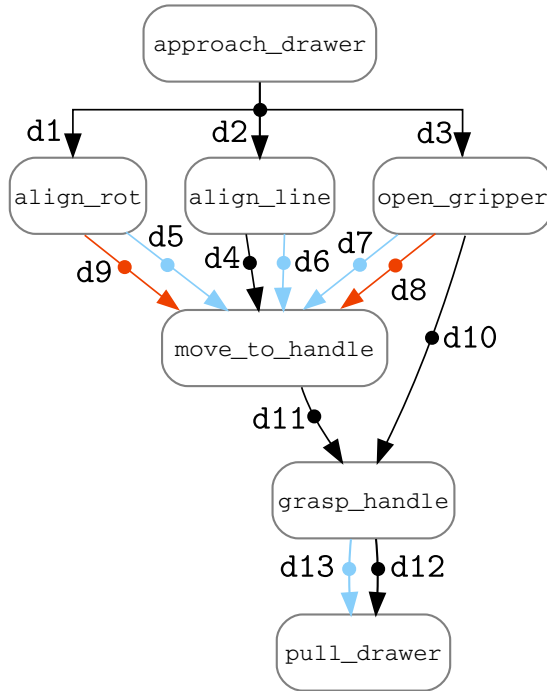 approach_drawer
d1
d2
d3
align_rot
align_line
open_gripper
d9
d5
d4
d6
d7
d8
d10
move_to_handle
d11
grasp_handle
d13
d12
pull_drawer